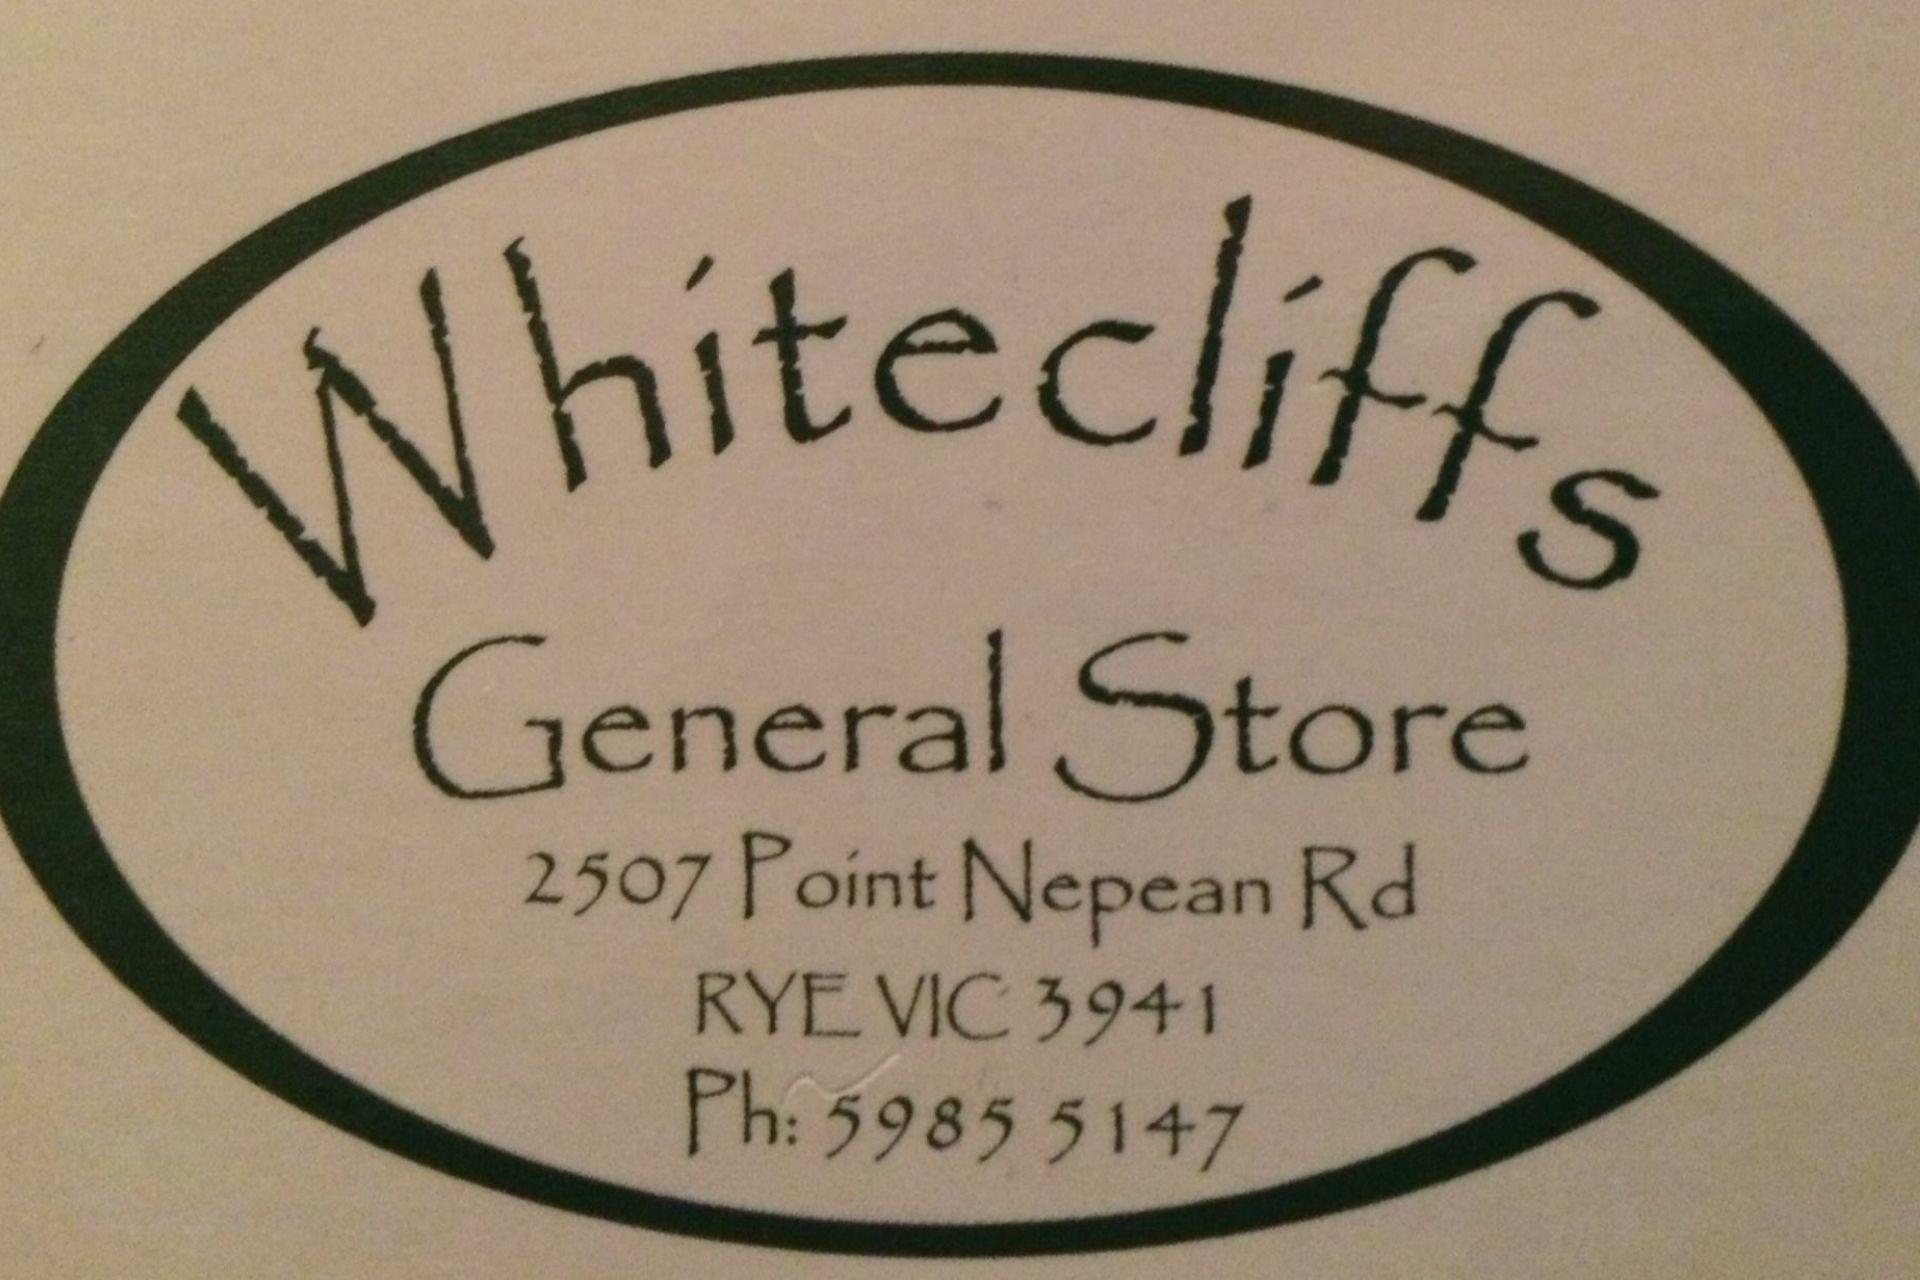 Whitecliffs
General Store
2507 Point Nepean Rd
RYE VIC 3941
Ph: 5985 5147